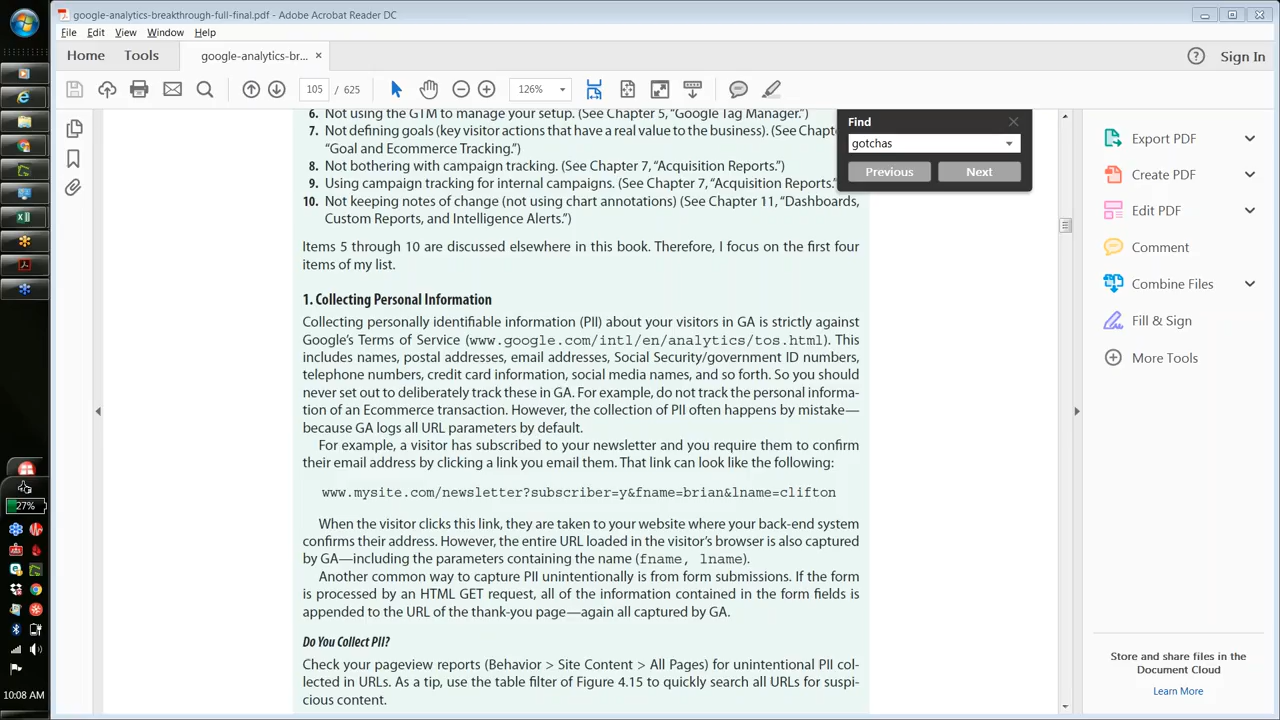 google-analytics-breakthrough-full-final.pdf - Adobe Acrobat Reader DC
File Edit View Window Help
Home Tools google-analytics-br... × Sign In
105 / 625 126%
Find
gotchas
Previous Next
6. Not using the GTM to manage your setup. (See Chapter 5, “Google Tag Manager.”)
7. Not defining goals (key visitor actions that have a real value to the business). (See Chapte
“Goal and Ecommerce Tracking.”)
8. Not bothering with campaign tracking. (See Chapter 7, “Acquisition Reports.”)
9. Using campaign tracking for internal campaigns. (See Chapter 7, “Acquisition Reports.”
10. Not keeping notes of change (not using chart annotations) (See Chapter 11, “Dashboards,
Custom Reports, and Intelligence Alerts.”)
Items 5 through 10 are discussed elsewhere in this book. Therefore, I focus on the first four
items of my list.
1. Collecting Personal Information
Collecting personally identifiable information (PII) about your visitors in GA is strictly against
Google’s Terms of Service (www.google.com/intl/en/analytics/tos.html). This
includes names, postal addresses, email addresses, Social Security/government ID numbers,
telephone numbers, credit card information, social media names, and so forth. So you should
never set out to deliberately track these in GA. For example, do not track the personal informa-
tion of an Ecommerce transaction. However, the collection of PII often happens by mistake—
because GA logs all URL parameters by default.
For example, a visitor has subscribed to your newsletter and you require them to confirm
their email address by clicking a link you email them. That link can look like the following:
www.mysite.com/newsletter?subscriber=y&fname=brian&lname=clifton
When the visitor clicks this link, they are taken to your website where your back-end system
confirms their address. However, the entire URL loaded in the visitor’s browser is also captured
by GA—including the parameters containing the name (fname, lname).
Another common way to capture PII unintentionally is from form submissions. If the form
is processed by an HTML GET request, all of the information contained in the form fields is
appended to the URL of the thank-you page—again all captured by GA.
Do You Collect PII?
Check your pageview reports (Behavior > Site Content > All Pages) for unintentional PII col-
lected in URLs. As a tip, use the table filter of Figure 4.15 to quickly search all URLs for suspi-
cious content.
Export PDF
Create PDF
Edit PDF
Comment
Combine Files
Fill & Sign
More Tools
Store and share files in the
Document Cloud
Learn More
27%
10:08 AM